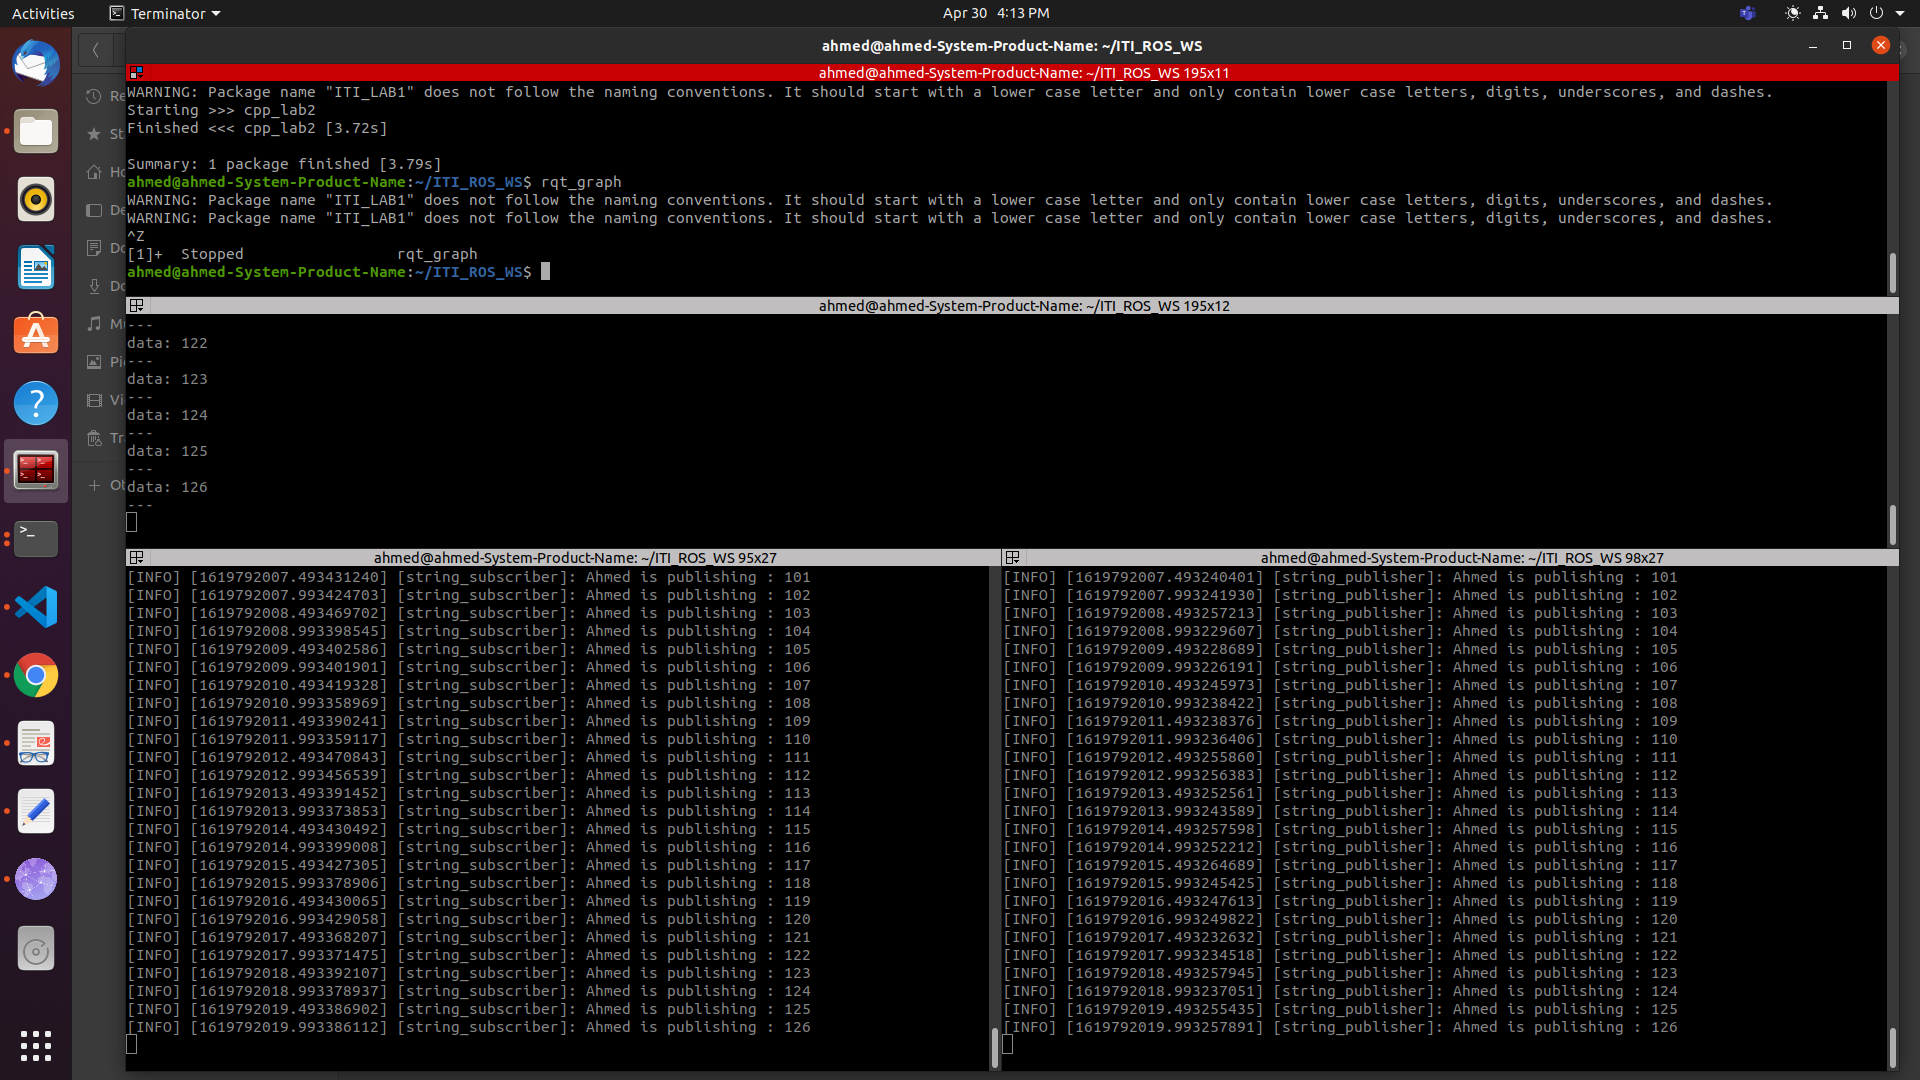 Activities
Terminator
Apr 30 4:13 PM
ahmed@ahmed-System-Product-Name: ~/ITI_ROS_WS
ahmed@ahmed-System-Product-Name: ~/ITI_ROS_WS 195x11
WARNING: Package name "ITI_LAB1" does not follow the naming conventions. It should start with a lower case letter and only contain lower case letters, digits, underscores, and dashes.
Starting >>> cpp_lab2
Finished <<< cpp_lab2 [3.72s]
Summary: 1 package finished [3.79s]
ahmed@ahmed-System-Product-Name:~/ITI_ROS_WS$ rqt_graph
WARNING: Package name "ITI_LAB1" does not follow the naming conventions. It should start with a lower case letter and only contain lower case letters, digits, underscores, and dashes.
WARNING: Package name "ITI_LAB1" does not follow the naming conventions. It should start with a lower case letter and only contain lower case letters, digits, underscores, and dashes.
^Z
[1]+  Stopped                 rqt_graph
ahmed@ahmed-System-Product-Name:~/ITI_ROS_WS$
ahmed@ahmed-System-Product-Name: ~/ITI_ROS_WS 195x12
---
data: 122
---
data: 123
---
data: 124
---
data: 125
---
data: 126
---
ahmed@ahmed-System-Product-Name: ~/ITI_ROS_WS 95x27
[INFO] [1619792007.493431240] [string_subscriber]: Ahmed is publishing : 101
[INFO] [1619792007.993424703] [string_subscriber]: Ahmed is publishing : 102
[INFO] [1619792008.493469702] [string_subscriber]: Ahmed is publishing : 103
[INFO] [1619792008.993398545] [string_subscriber]: Ahmed is publishing : 104
[INFO] [1619792009.493402586] [string_subscriber]: Ahmed is publishing : 105
[INFO] [1619792009.993401901] [string_subscriber]: Ahmed is publishing : 106
[INFO] [1619792010.493419328] [string_subscriber]: Ahmed is publishing : 107
[INFO] [1619792010.993358969] [string_subscriber]: Ahmed is publishing : 108
[INFO] [1619792011.493390241] [string_subscriber]: Ahmed is publishing : 109
[INFO] [1619792011.993359117] [string_subscriber]: Ahmed is publishing : 110
[INFO] [1619792012.493470843] [string_subscriber]: Ahmed is publishing : 111
[INFO] [1619792012.993456539] [string_subscriber]: Ahmed is publishing : 112
[INFO] [1619792013.493391452] [string_subscriber]: Ahmed is publishing : 113
[INFO] [1619792013.993373853] [string_subscriber]: Ahmed is publishing : 114
[INFO] [1619792014.493430492] [string_subscriber]: Ahmed is publishing : 115
[INFO] [1619792014.993399008] [string_subscriber]: Ahmed is publishing : 116
[INFO] [1619792015.493427305] [string_subscriber]: Ahmed is publishing : 117
[INFO] [1619792015.993378906] [string_subscriber]: Ahmed is publishing : 118
[INFO] [1619792016.493430065] [string_subscriber]: Ahmed is publishing : 119
[INFO] [1619792016.993429058] [string_subscriber]: Ahmed is publishing : 120
[INFO] [1619792017.493368207] [string_subscriber]: Ahmed is publishing : 121
[INFO] [1619792017.993371475] [string_subscriber]: Ahmed is publishing : 122
[INFO] [1619792018.493392107] [string_subscriber]: Ahmed is publishing : 123
[INFO] [1619792018.993378937] [string_subscriber]: Ahmed is publishing : 124
[INFO] [1619792019.493386902] [string_subscriber]: Ahmed is publishing : 125
[INFO] [1619792019.993386112] [string_subscriber]: Ahmed is publishing : 126
ahmed@ahmed-System-Product-Name: ~/ITI_ROS_WS 98x27
[INFO] [1619792007.493240401] [string_publisher]: Ahmed is publishing : 101
[INFO] [1619792007.993241930] [string_publisher]: Ahmed is publishing : 102
[INFO] [1619792008.493257213] [string_publisher]: Ahmed is publishing : 103
[INFO] [1619792008.993229607] [string_publisher]: Ahmed is publishing : 104
[INFO] [1619792009.493228689] [string_publisher]: Ahmed is publishing : 105
[INFO] [1619792009.993226191] [string_publisher]: Ahmed is publishing : 106
[INFO] [1619792010.493245973] [string_publisher]: Ahmed is publishing : 107
[INFO] [1619792010.993238422] [string_publisher]: Ahmed is publishing : 108
[INFO] [1619792011.493238376] [string_publisher]: Ahmed is publishing : 109
[INFO] [1619792011.993236406] [string_publisher]: Ahmed is publishing : 110
[INFO] [1619792012.493255860] [string_publisher]: Ahmed is publishing : 111
[INFO] [1619792012.993256383] [string_publisher]: Ahmed is publishing : 112
[INFO] [1619792013.493252561] [string_publisher]: Ahmed is publishing : 113
[INFO] [1619792013.993243589] [string_publisher]: Ahmed is publishing : 114
[INFO] [1619792014.493257598] [string_publisher]: Ahmed is publishing : 115
[INFO] [1619792014.993252212] [string_publisher]: Ahmed is publishing : 116
[INFO] [1619792015.493264689] [string_publisher]: Ahmed is publishing : 117
[INFO] [1619792015.993245425] [string_publisher]: Ahmed is publishing : 118
[INFO] [1619792016.493247613] [string_publisher]: Ahmed is publishing : 119
[INFO] [1619792016.993249822] [string_publisher]: Ahmed is publishing : 120
[INFO] [1619792017.493232632] [string_publisher]: Ahmed is publishing : 121
[INFO] [1619792017.993234518] [string_publisher]: Ahmed is publishing : 122
[INFO] [1619792018.493257945] [string_publisher]: Ahmed is publishing : 123
[INFO] [1619792018.993237051] [string_publisher]: Ahmed is publishing : 124
[INFO] [1619792019.493255435] [string_publisher]: Ahmed is publishing : 125
[INFO] [1619792019.993257891] [string_publisher]: Ahmed is publishing : 126